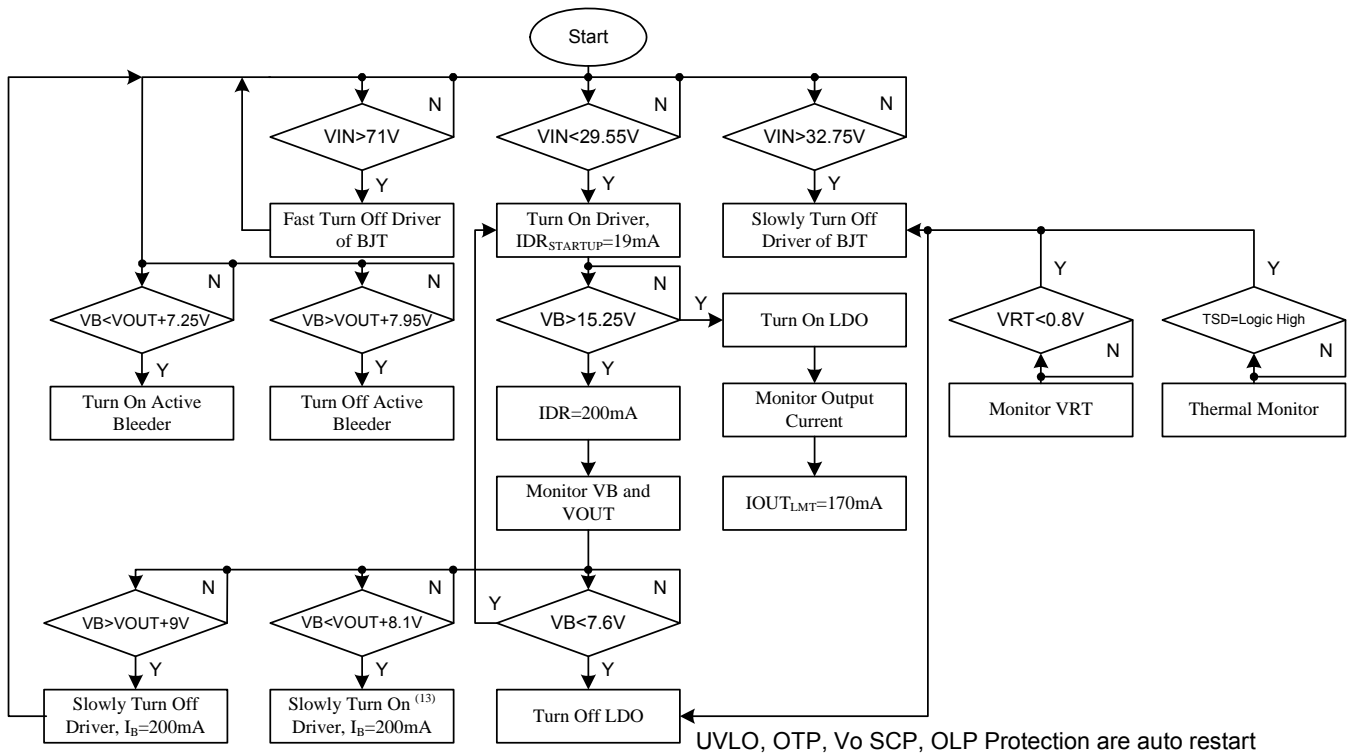 Start
N
N
N
VIN>71V
VIN<29.55V
VIN>32.75V
Y
Y
Y
Fast Turn Off Driver
of BJT
Turn On Driver,
IDRSTARTUP=19mA
Slowly Turn Off
Driver of BJT
N
N
N
Y
Y
Y
VB<VOUT+7.25V
VB>VOUT+7.95V
VB>15.25V
Turn On LDO
VRT<0.8V
TSD=Logic High
N
N
Y
Y
Y
Turn On Active
Bleeder
Turn Off Active
Bleeder
IDR=200mA
Monitor Output
Current
Monitor VRT
Thermal Monitor
Monitor VB and
VOUT
IOUTLMT=170mA
N
N
N
Y
VB>VOUT+9V
VB<VOUT+8.1V
VB<7.6V
Y
Y
Y
Slowly Turn Off
Driver, IB=200mA
Slowly Turn On (13)
Driver, IB=200mA
Turn Off LDO
UVLO, OTP, Vo SCP, OLP Protection are auto restart